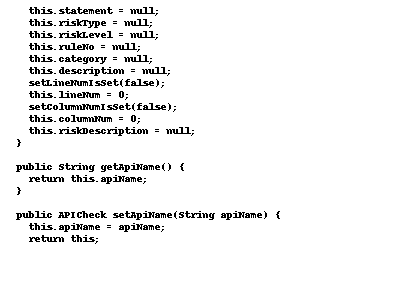 this.statement = null;
this.riskType = null;
this.riskLevel = null;
this.ruleNo = null;
this.category = null;
this.description = null;
setLineNumIsSet(false);
this.lineNum = 0;
setColumnNumIsSet(false);
this.columnNum = 0;
this.riskDescription = null;
}
public String getApiName() {
return this.apiName;
}
public APICheck setApiName(String apiName) {
this.apiName = apiName;
return this;